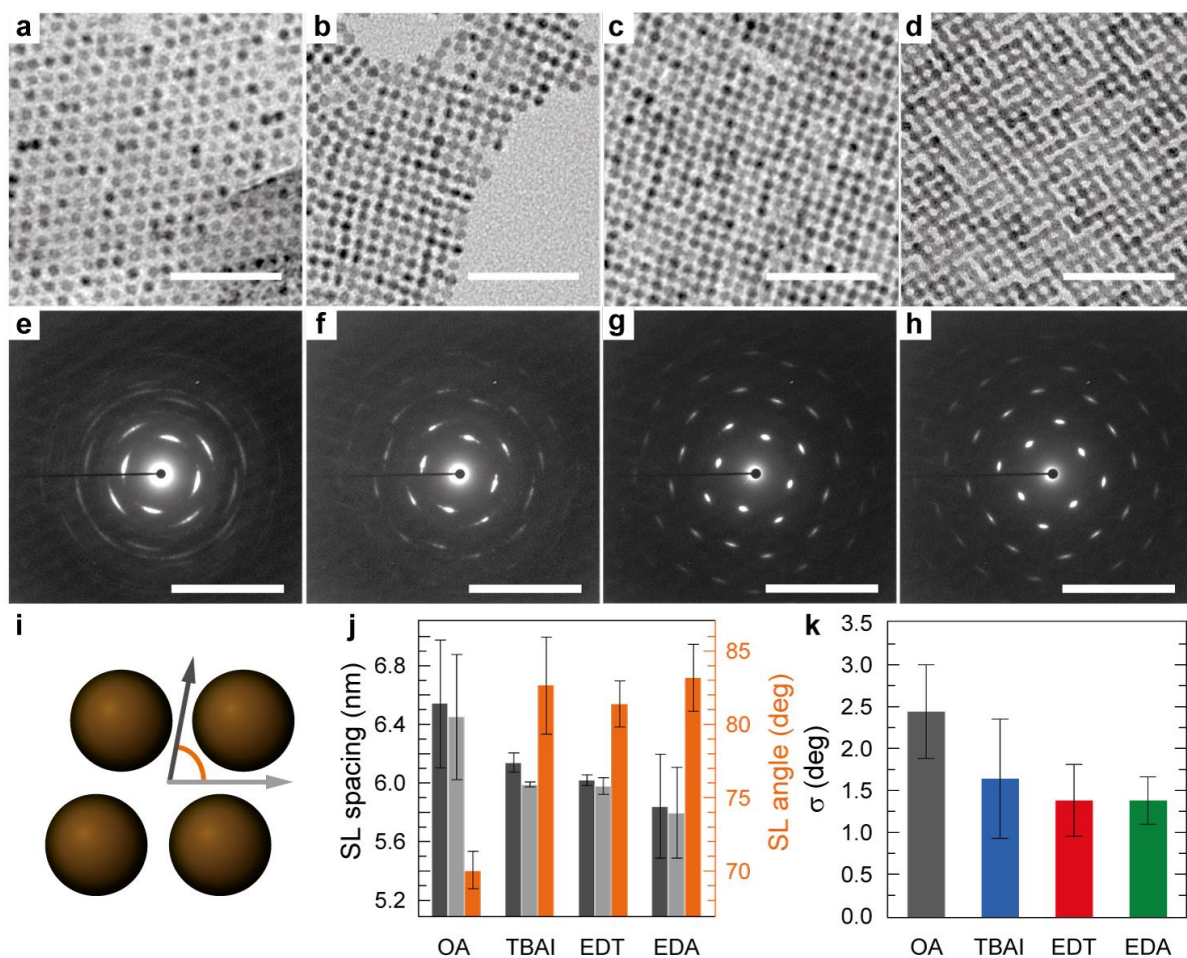 a b c d
e f g h
i j k
SL spacing (nm)
6.8
6.4
6.0
5.6
5.2
85
80
75
70
SL angle (deg)
OA TBAI EDT EDA
σ (deg)
3.5
3.0
2.5
2.0
1.5
1.0
0.5
0.0
OA TBAI EDT EDA